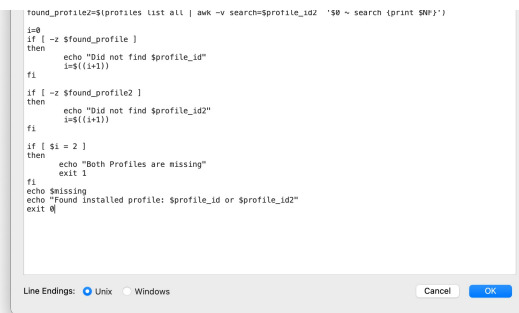 found_profile2=$(profiles list all | awk -v search=$profile_id2  '$0 ~ search {print $NF}')
i=0
if [ -z $found_profile ]
then
        echo "Did not find $profile_id"
        i=$((i+1))
fi
if [ -z $found_profile2 ]
then
        echo "Did not find $profile_id2"
        i=$((i+1))
fi
if [ $i = 2 ]
then
       echo "Both Profiles are missing"
       exit 1
fi
echo $missing
echo "Found installed profile: $profile_id or $profile_id2"
exit 0
Line Endings: Unix Windows Cancel OK